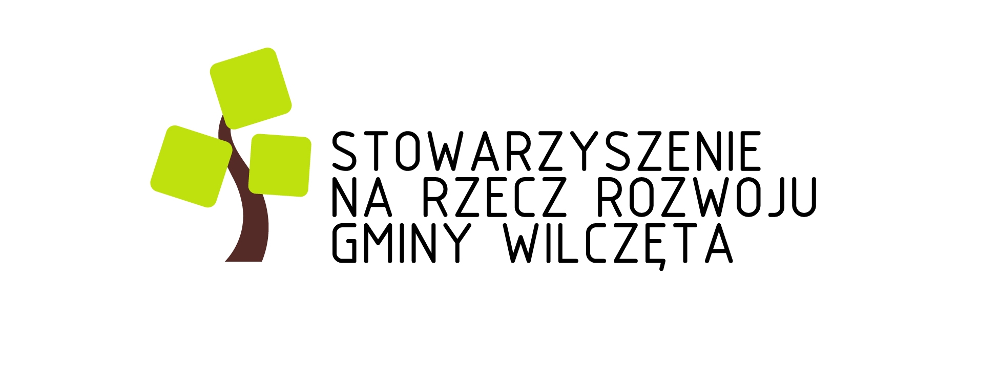 STOWARZYSZENIE
NA RZECZ ROZWOJU
GMINY WILCZĘTA